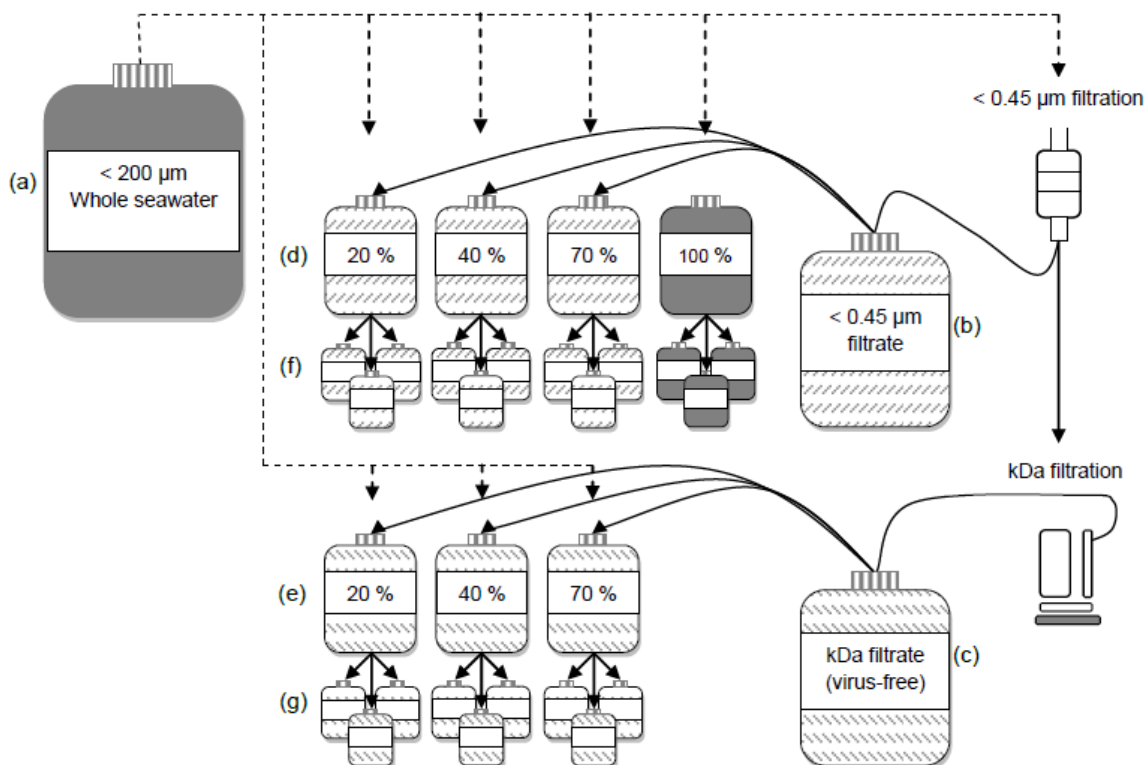 < 0.45 µm filtration
(a)
< 200 µm
Whole seawater
(d)
20 %
40 %
70 %
100 %
< 0.45 µm
filtrate
(b)
(f)
kDa filtration
(e)
20 %
40 %
70 %
kDa filtrate
(virus-free)
(c)
(g)